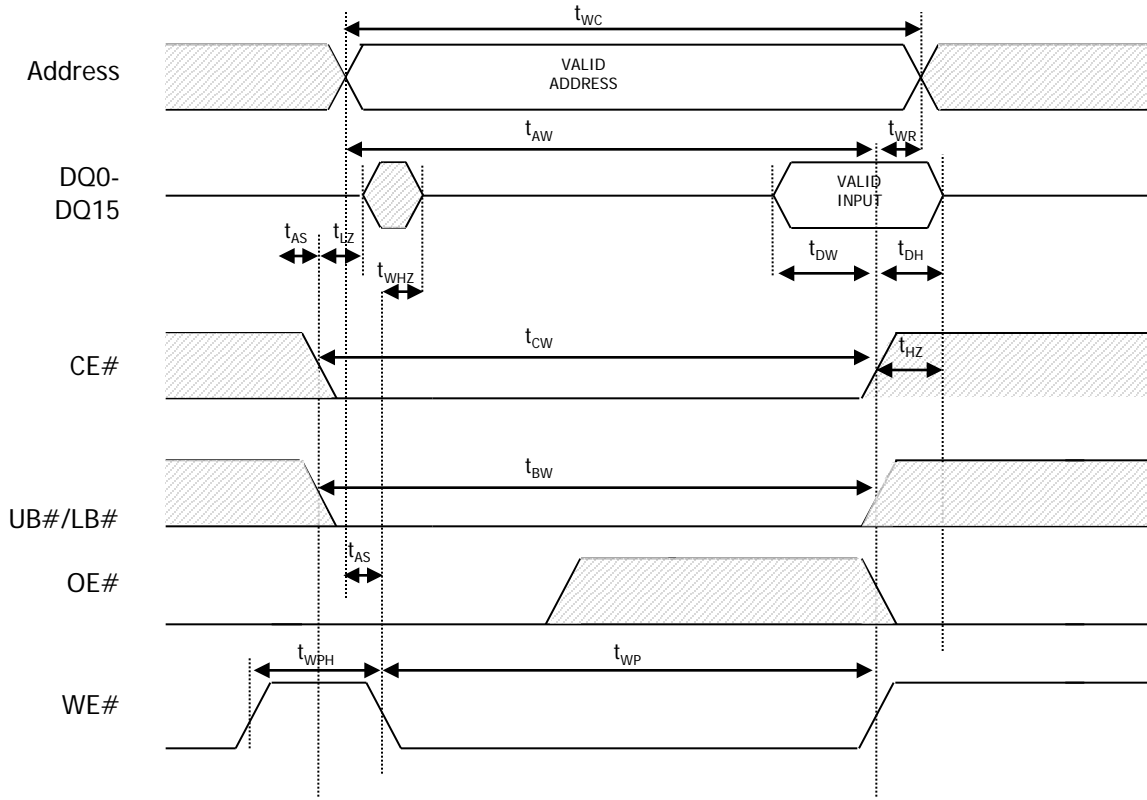 tWC
Address
VALID
ADDRESS
tAW
tWR
DQ0-
DQ15
VALID
INPUT
tAS
tLZ
tDW
tDH
tWHZ
tCW
tHZ
CE#
tBW
UB#/LB#
tAS
OE#
tWPH
tWP
WE#